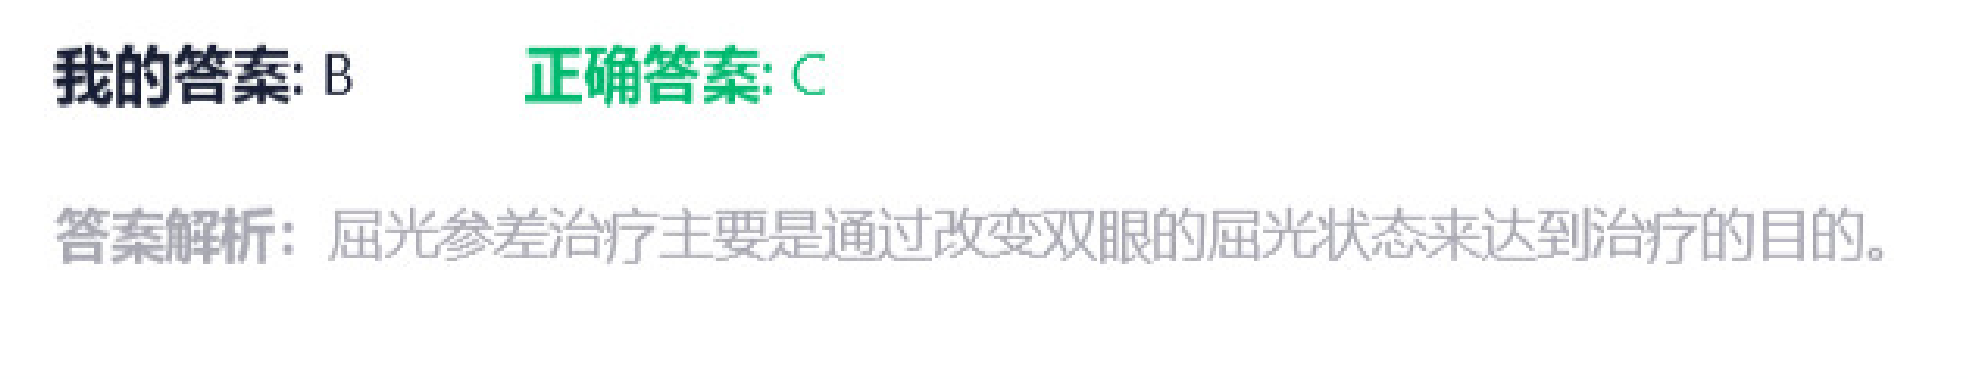 我的答案: B 正确答案: C
答案解析：屈光参差治疗主要是通过改变双眼的屈光状态来达到治疗的目的。